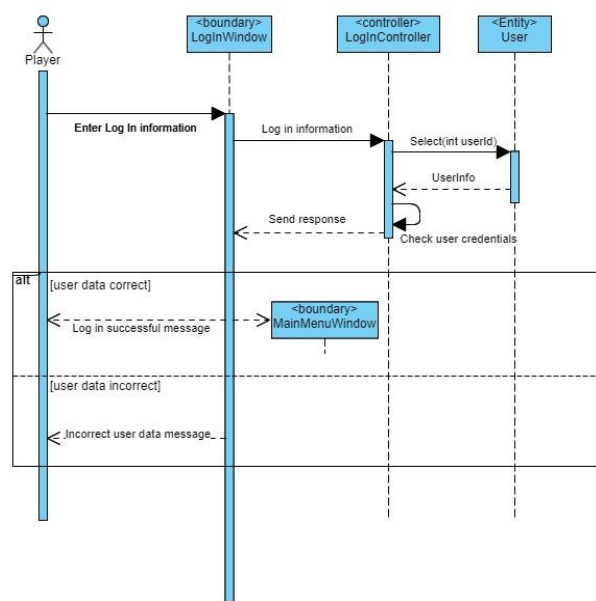 <boundary>
LogInWindow
<controller>
LogInController
<Entity>
User
Player
Enter Log In information
Log in information
Select(int userId)
UserInfo
Send response
Check user credentials
alt
[user data correct]
<boundary>
MainMenuWindow
Log in successful message
[user data incorrect]
Incorrect user data message